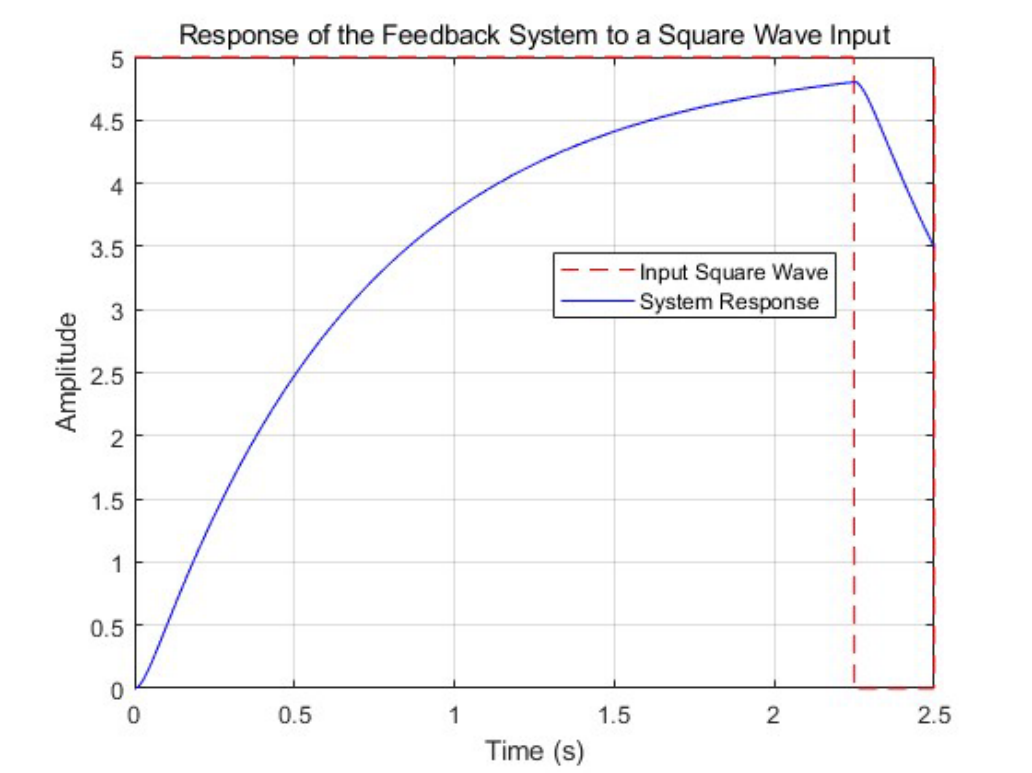 Response of the Feedback System to a Square Wave Input
5
4.5
4
3.5
3
2.5
2
1.5
1
0.5
0
Amplitude
Input Square Wave
System Response
0 0.5 1 1.5 2 2.5
Time (s)